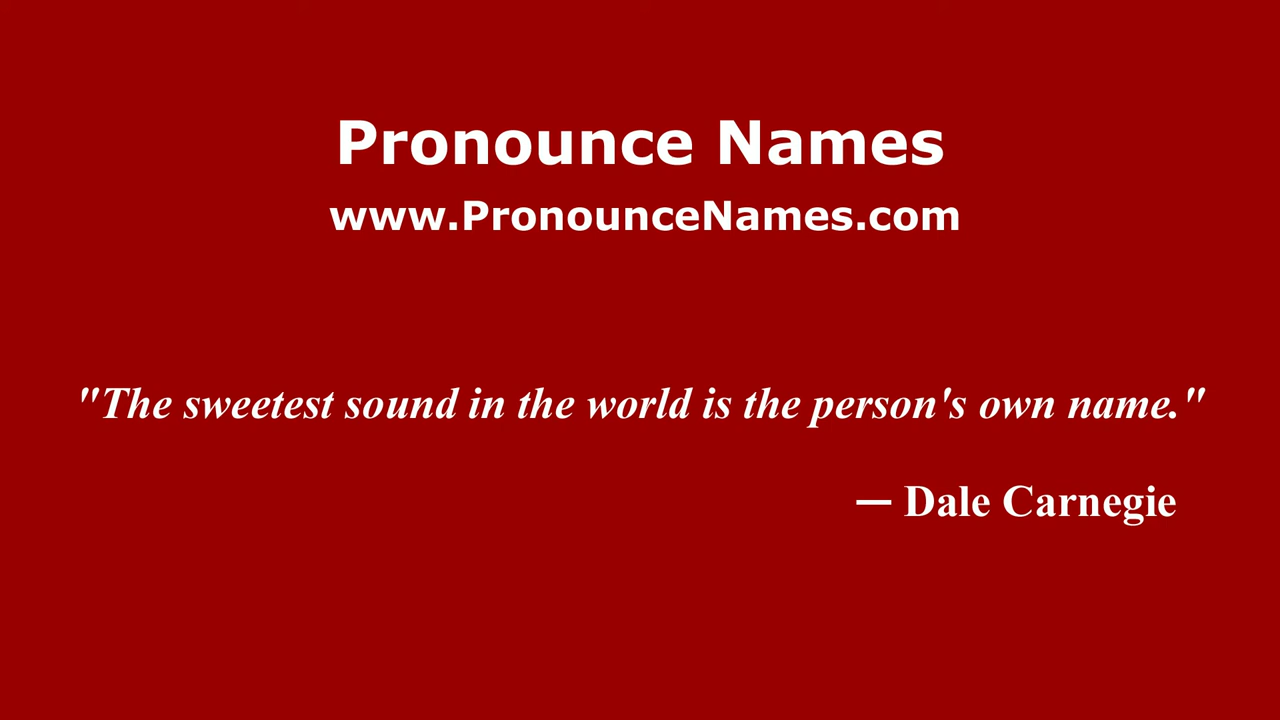 Pronounce Names
www.PronounceNames.com
"The sweetest sound in the world is the person's own name."
— Dale Carnegie